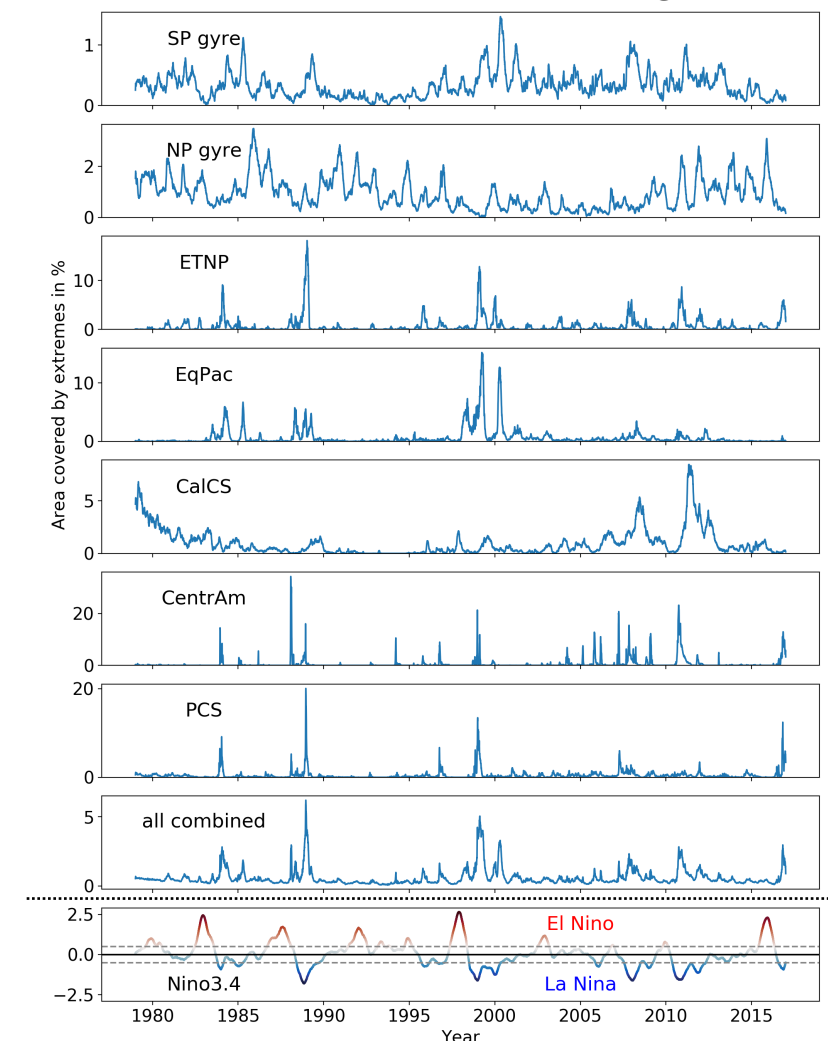 SP gyre
1
0
NP gyre
2
0
ETNP
10
0
EqPac
10
0
CalCS
5
0
CentrAm
20
0
PCS
20
0
all combined
5
0
Area covered by extremes in %
2.5
0.0
−2.5
El Nino
Nino3.4
La Nina
1980 1985 1990 1995 2000 2005 2010 2015
Year